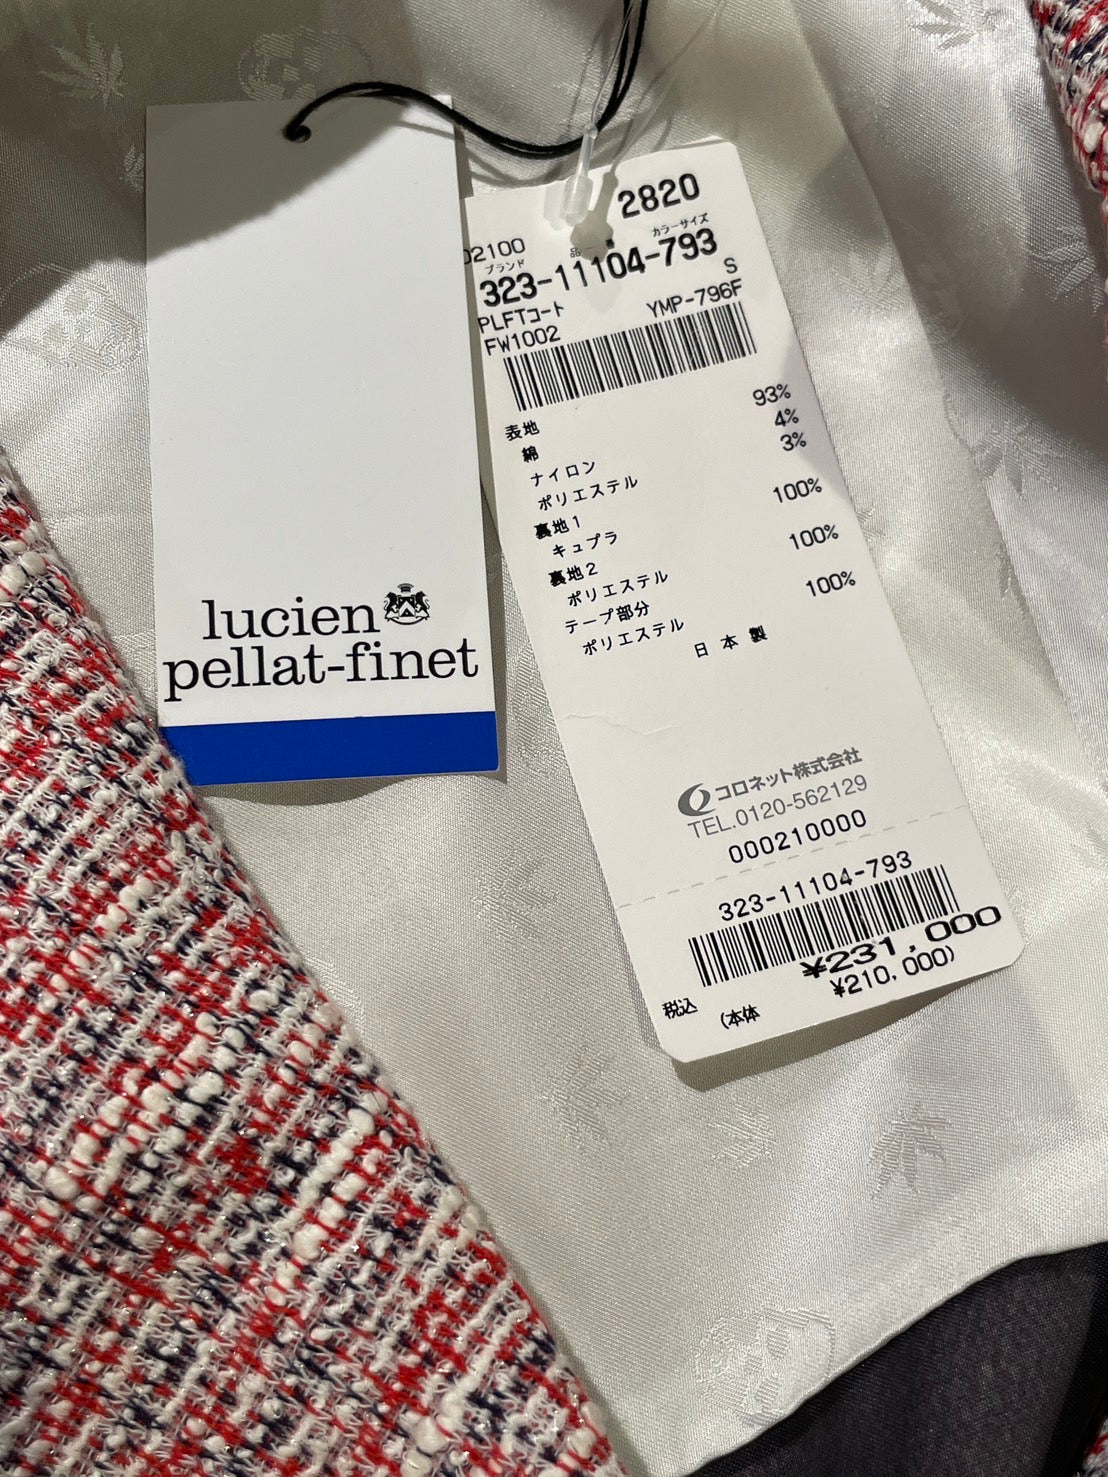 lucien
pellat-finet
2820
02100
ブランド
品
カラーサイズ
323-11104-793
S
PLFTコート
YMP-796F
FW1002
表地
綿 93%
ナイロン 4%
ポリエステル 3%
裏地1
キュプラ 100%
裏地2
ポリエステル 100%
テープ部分
ポリエステル 100%
日本製
コロネット株式会社
TEL.0120-562129
000210000
323-11104-793
税込 ¥231,000
(本体 ¥210,000)